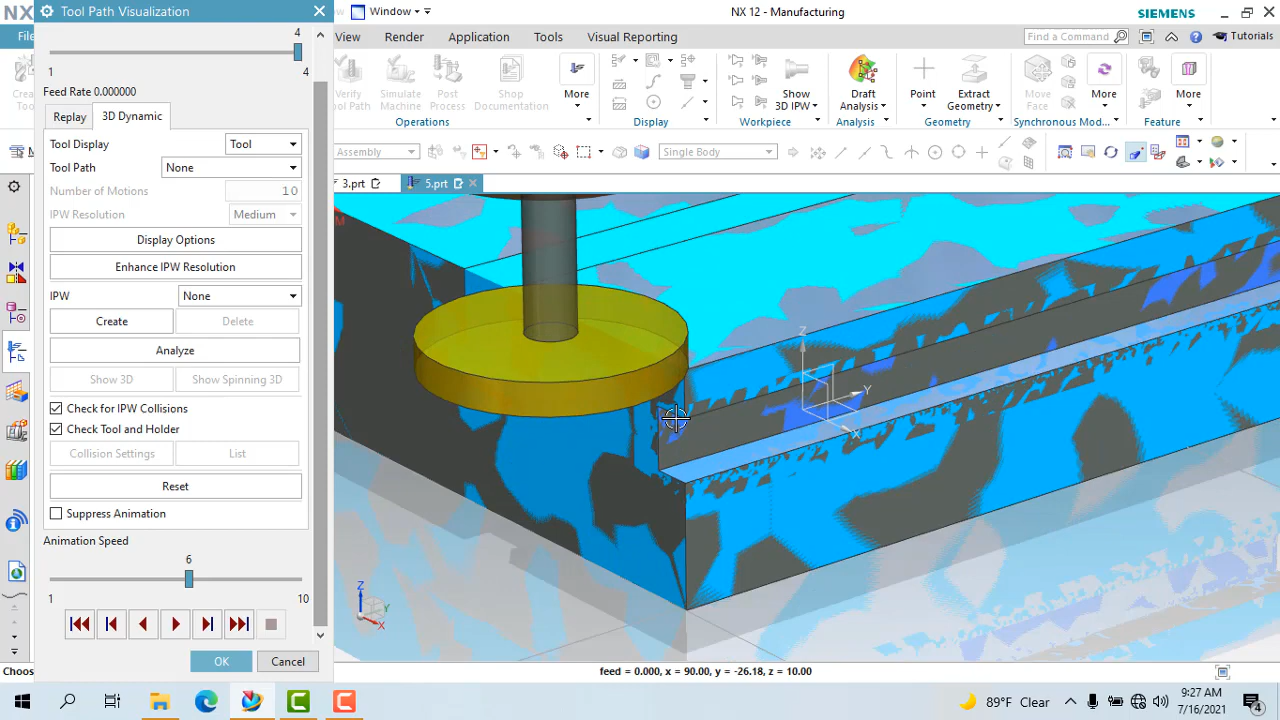 NX
Tool Path Visualization
Window
NX 12 - Manufacturing
SIEMENS
File
View
Render
Application
Tools
Visual Reporting
Find a Command
Tutorials
4
1
4
Feed Rate 0.000000
Replay
3D Dynamic
Tool Display
Tool
Tool Path
None
Number of Motions
10
IPW Resolution
Medium
Display Options
Enhance IPW Resolution
IPW
None
Create
Delete
Analyze
Show 3D
Show Spinning 3D
Check for IPW Collisions
Check Tool and Holder
Collision Settings
List
Reset
Suppress Animation
Animation Speed
6
1
10
OK
Cancel
Verify Tool Path
Simulate Machine
Post Process
Shop Documentation
More
Operations
Display
Show 3D IPW
Workpiece
Draft Analysis
Analysis
Point
Extract Geometry
Geometry
Move Face
More
Synchronous Mod...
More
Feature
Assembly
Single Body
3.prt
5.prt
M
Z
Y
X
Z
Y
X
Choos
feed = 0.000, x = 90.00, y = -26.18, z = 10.00
89°F Clear
9:27 AM
7/16/2021
4